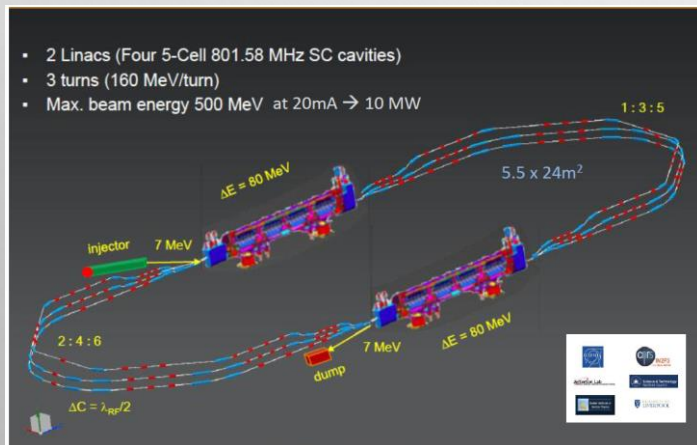 ▪ 2 Linacs (Four 5-Cell 801.58 MHz SC cavities)
▪ 3 turns (160 MeV/turn)
▪ Max. beam energy 500 MeV at 20mA → 10 MW
1 : 3 : 5
5.5 x 24m²
ΔE = 80 MeV
injector
7 MeV
2 : 4 : 6
7 MeV
ΔE = 80 MeV
dump
ΔC = λRF/2
LIVERPOOL